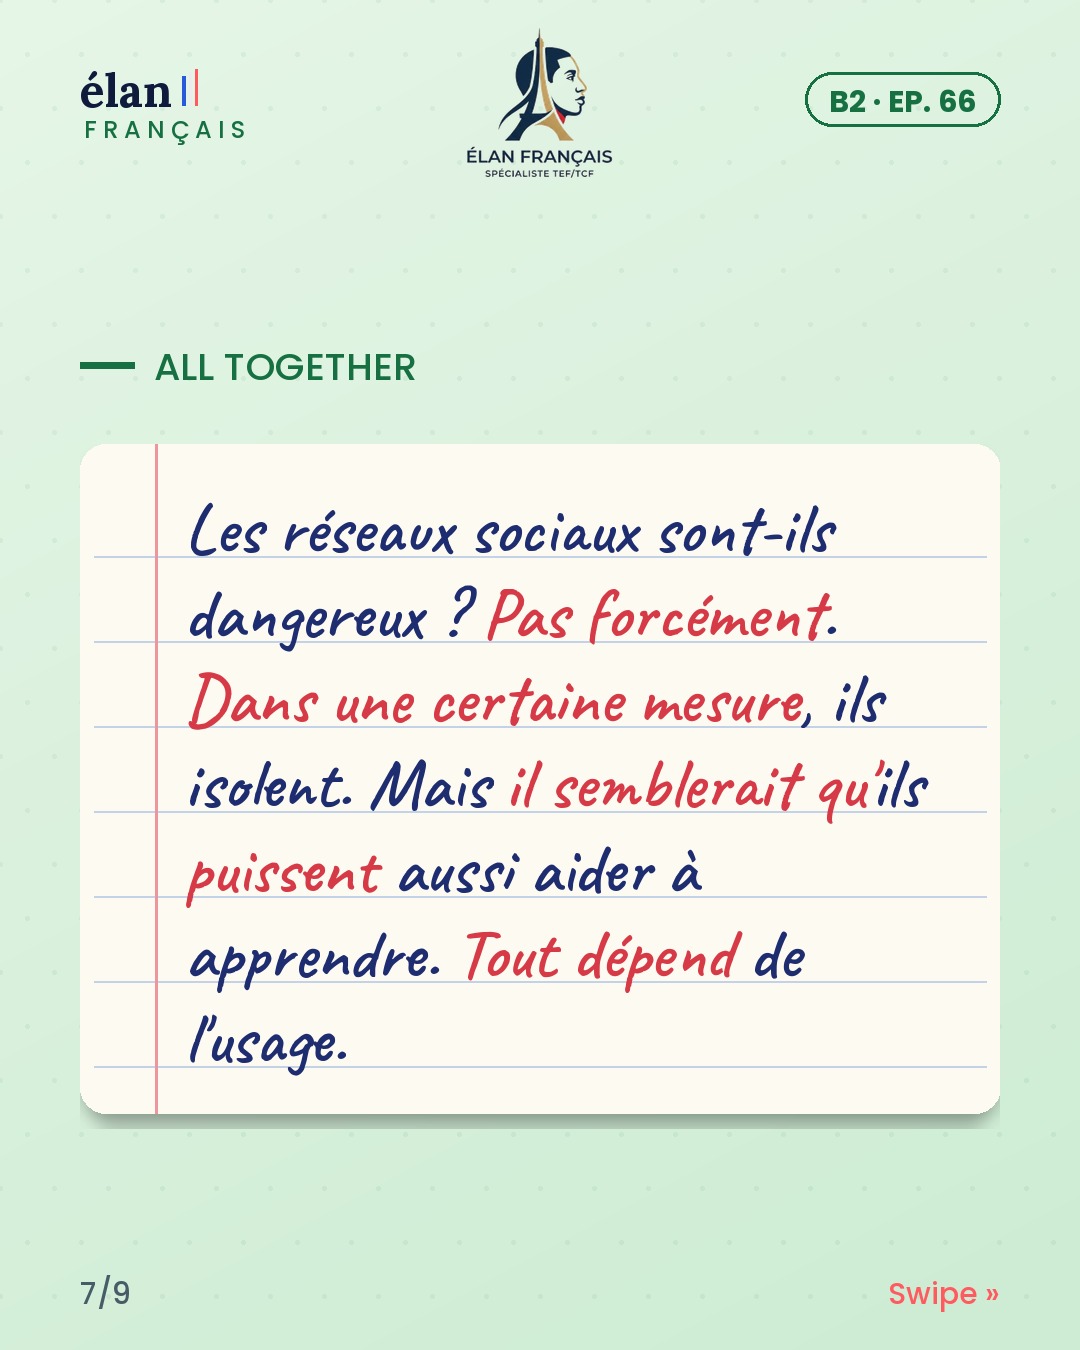 élan
FRANÇAIS
ÉLAN FRANÇAIS
SPÉCIALISTE TEF/TCF
B2 · EP. 66
ALL TOGETHER
Les réseaux sociaux sont-ils
dangereux ? Pas forcément.
Dans une certaine mesure, ils
isolent. Mais il semblerait qu'ils
puissent aussi aider à
apprendre. Tout dépend de
l'usage.
7/9
Swipe »